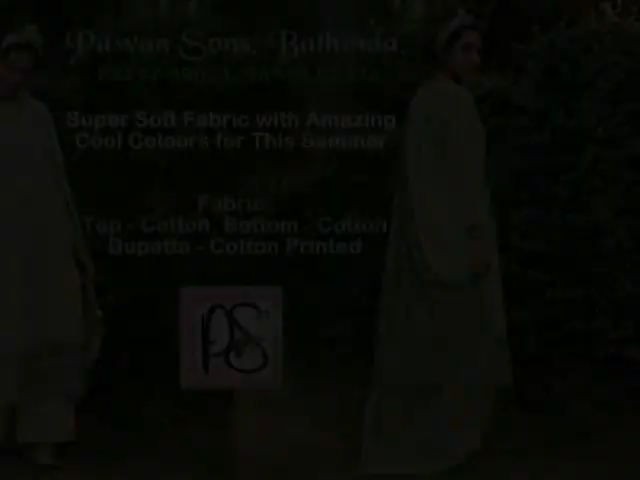 Pawan Sons, Bathinda
Super Soft Fabric with Amazing
Cool Colours for This Summer
Fabric
Top - Cotton Bottom - Cotton
Dupatta - Cotton Printed
PS